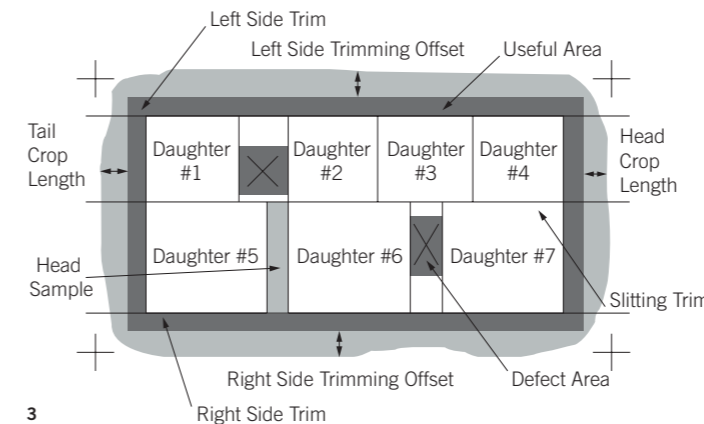 Left Side Trim
Left Side Trimming Offset
Useful Area
Tail
Crop
Length
Head
Crop
Length
Daughter
#1
Daughter
#2
Daughter
#3
Daughter
#4
Daughter #5
Daughter #6
Daughter #7
Head
Sample
Slitting Trim
Right Side Trimming Offset
Defect Area
3
Right Side Trim